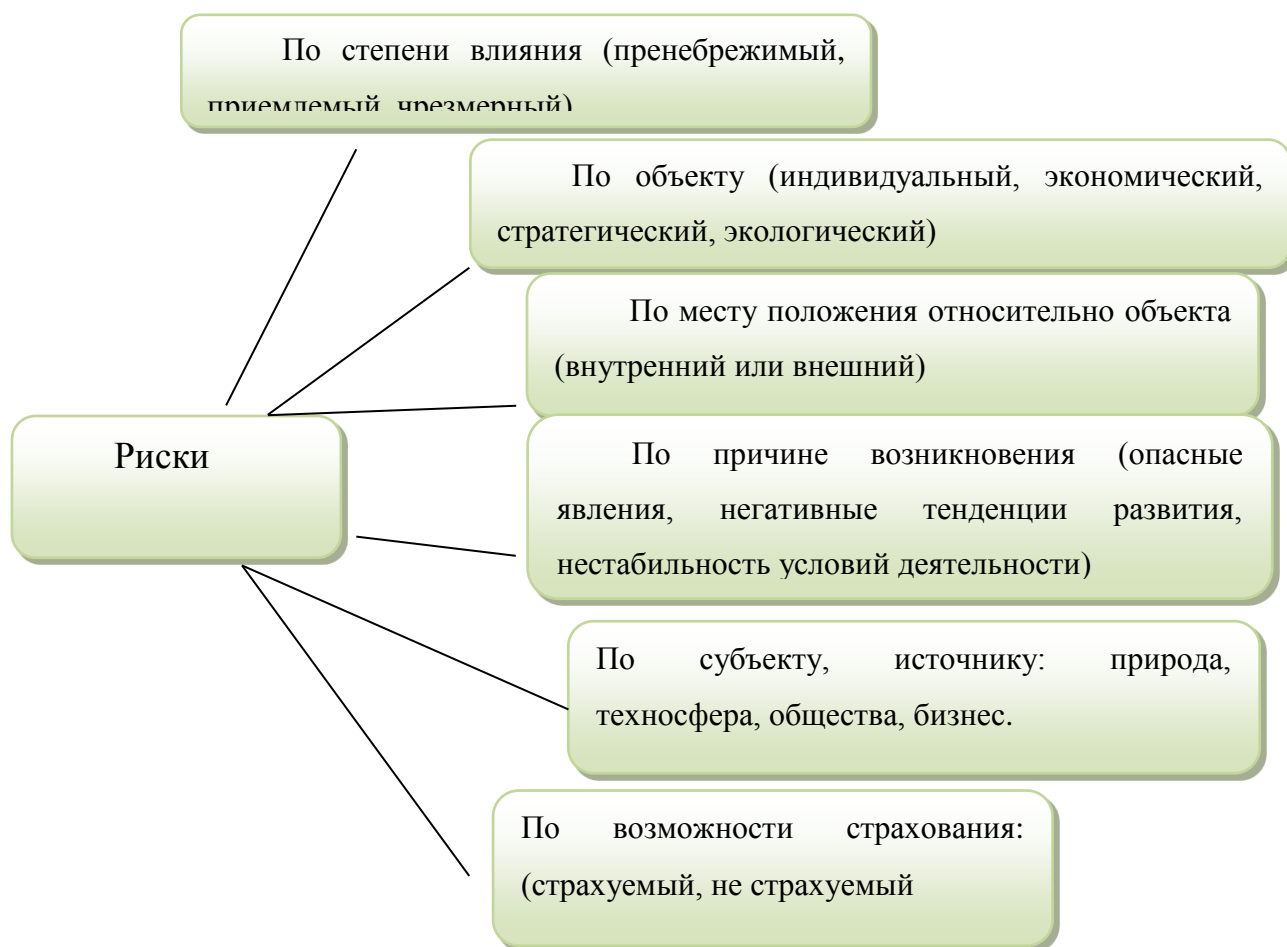 По степени влияния (пренебрежимый,
приемлемый, чрезмерный)
По объекту (индивидуальный, экономический,
стратегический, экологический)
По месту положения относительно объекта
(внутренний или внешний)
Риски
По причине возникновения (опасные
явления, негативные тенденции развития,
нестабильность условий деятельности)
По субъекту, источнику: природа,
техносфера, общества, бизнес.
По возможности страхования:
(страхуемый, не страхуемый